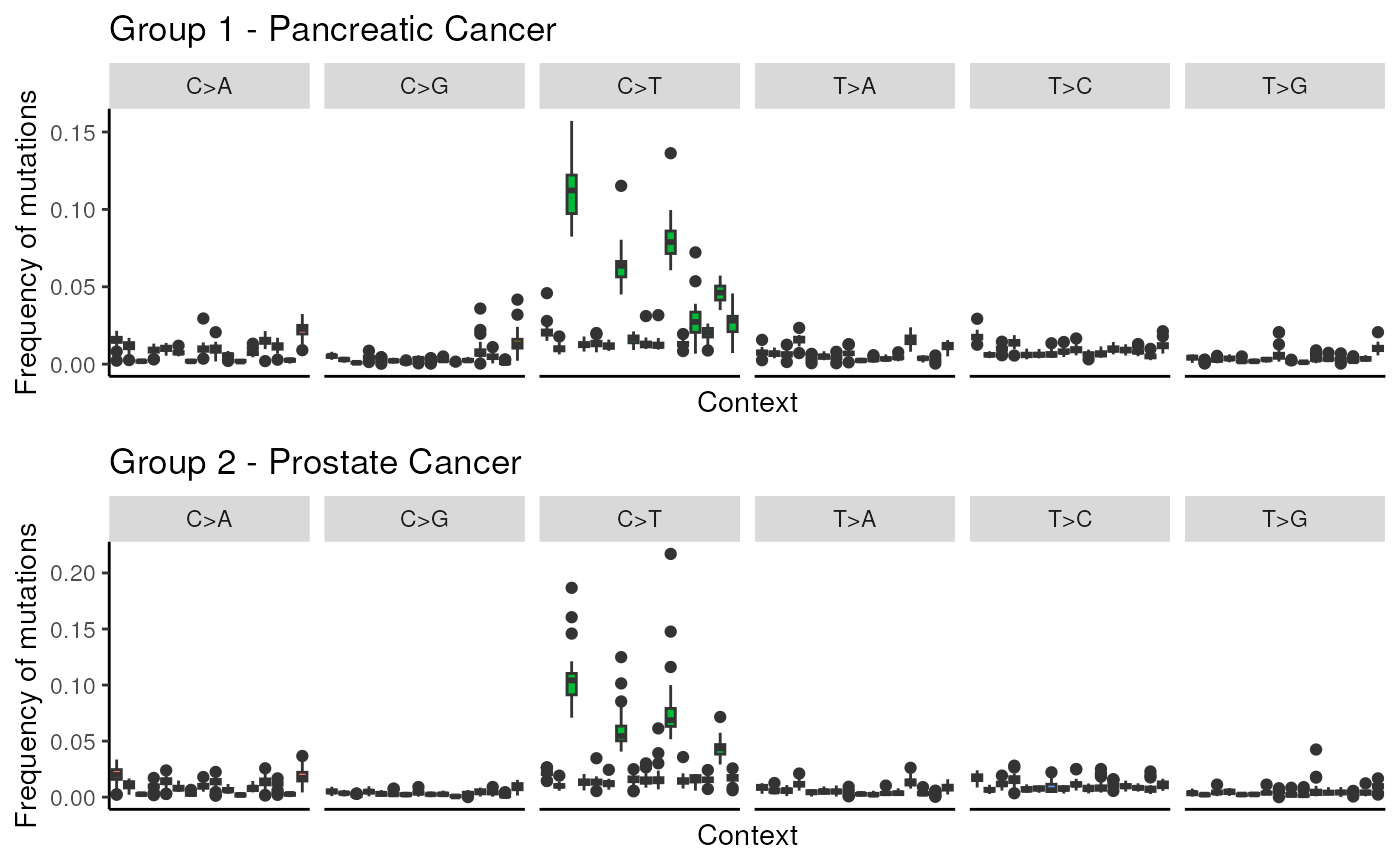 Group 1 - Pancreatic Cancer
C>A C>G C>T T>A T>C T>G
Frequency of mutations
0.15
0.10
0.05
0.00
Context
Group 2 - Prostate Cancer
C>A C>G C>T T>A T>C T>G
Frequency of mutations
0.20
0.15
0.10
0.05
0.00
Context